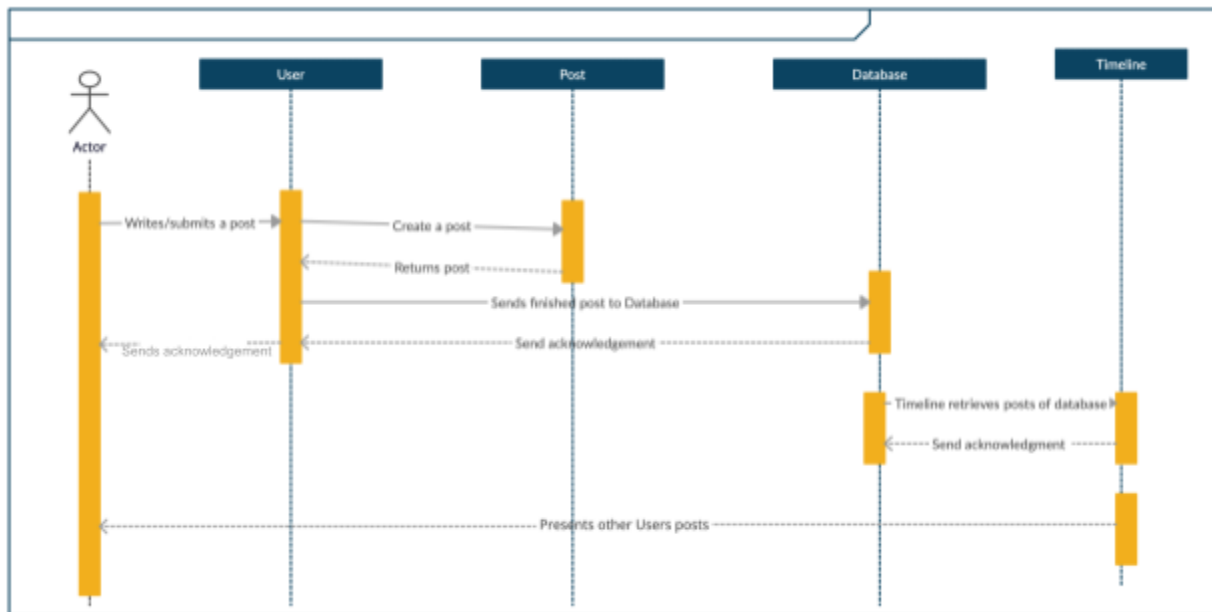 User
Post
Database
Timeline
Actor
Writes/submits a post
Create a post
Returns post
Sends finished post to Database
Send acknowledgement
Sends acknowledgement
Timeline retrieves posts of database
Send acknowledgment
Presents other Users posts